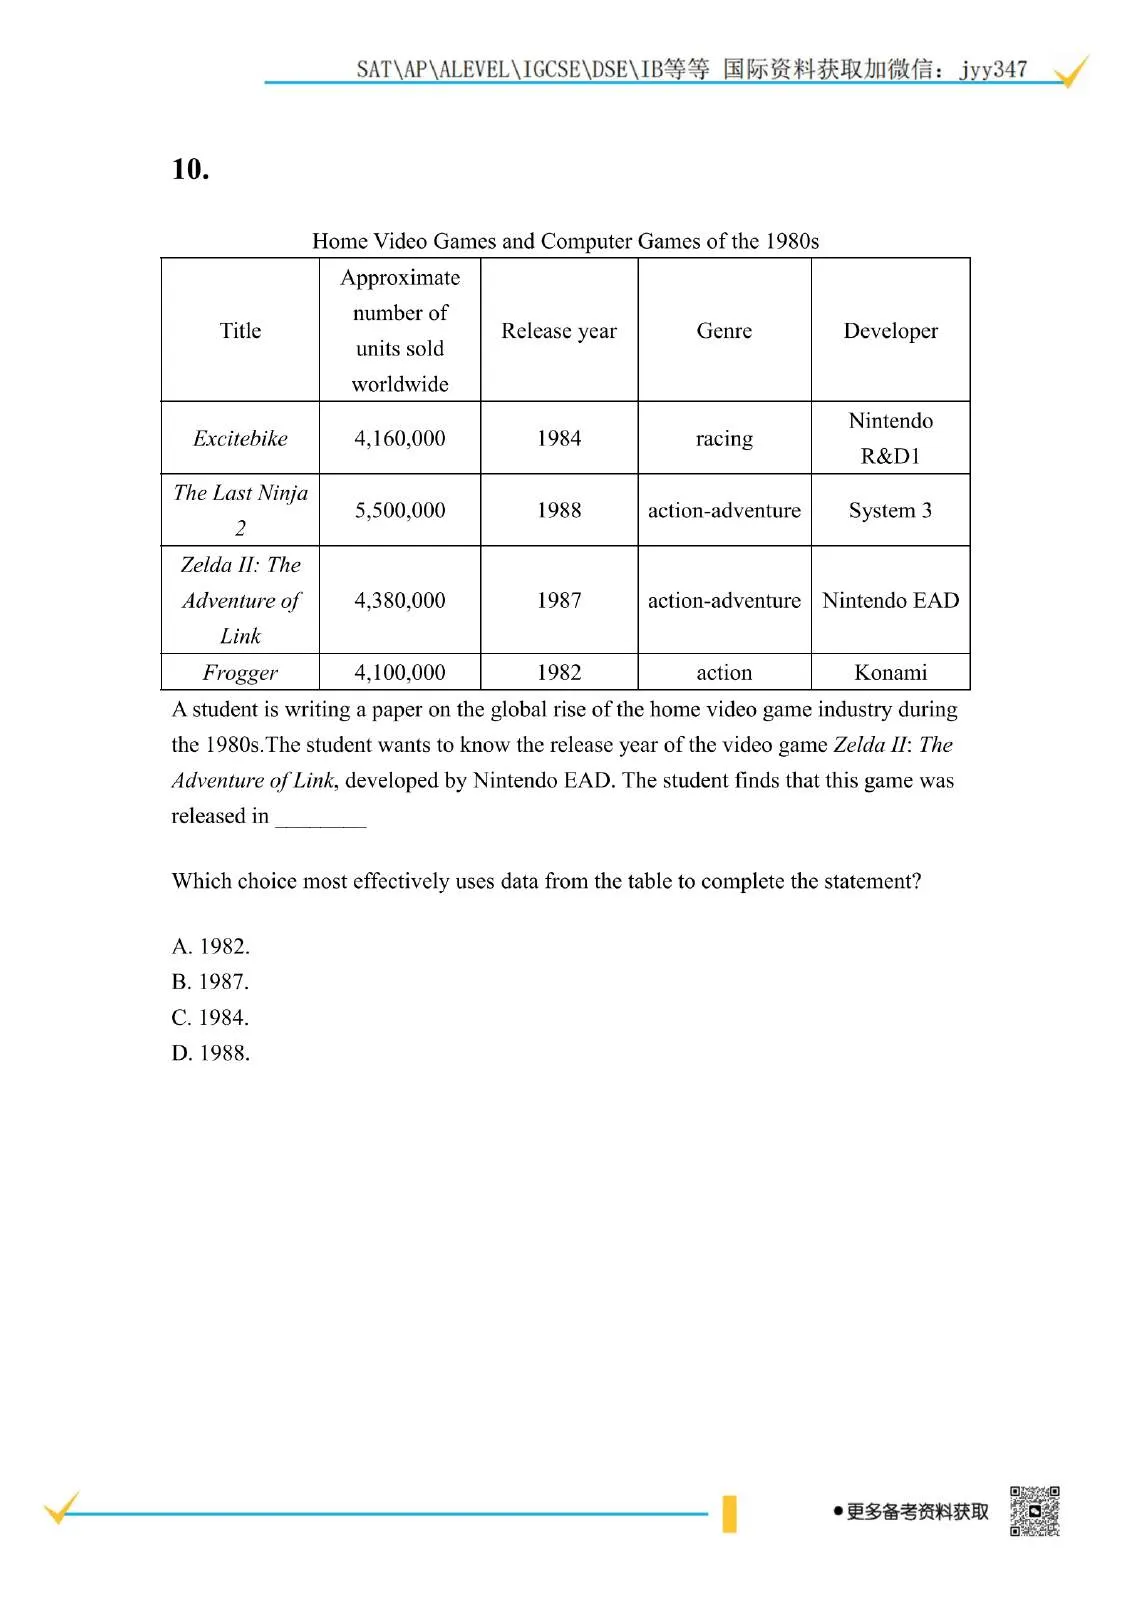 SAT\AP\ALEVEL\IGCSE\DSE\IB等等 国际资料获取加微信：jyy347
10.
Home Video Games and Computer Games of the 1980s
Title
Approximate
number of
units sold
worldwide
Release year
Genre
Developer
Excitebike
4,160,000
1984
racing
Nintendo
R&D1
The Last Ninja
2
5,500,000
1988
action-adventure
System 3
Zelda II: The
Adventure of
Link
4,380,000
1987
action-adventure
Nintendo EAD
Frogger
4,100,000
1982
action
Konami
A student is writing a paper on the global rise of the home video game industry during
the 1980s.The student wants to know the release year of the video game Zelda II: The
Adventure of Link, developed by Nintendo EAD. The student finds that this game was
released in ________
Which choice most effectively uses data from the table to complete the statement?
A. 1982.
B. 1987.
C. 1984.
D. 1988.
●更多备考资料获取